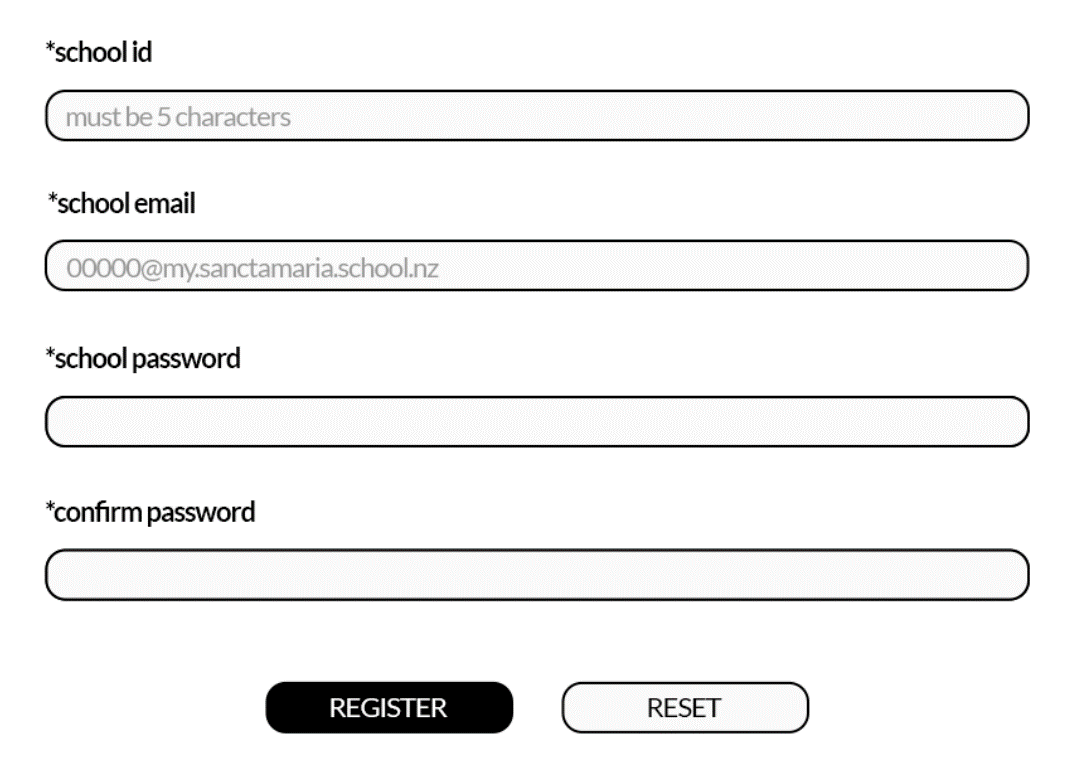 *school id
must be 5 characters
*school email
00000@my.sanctamaria.school.nz
*school password
*confirm password
REGISTER RESET